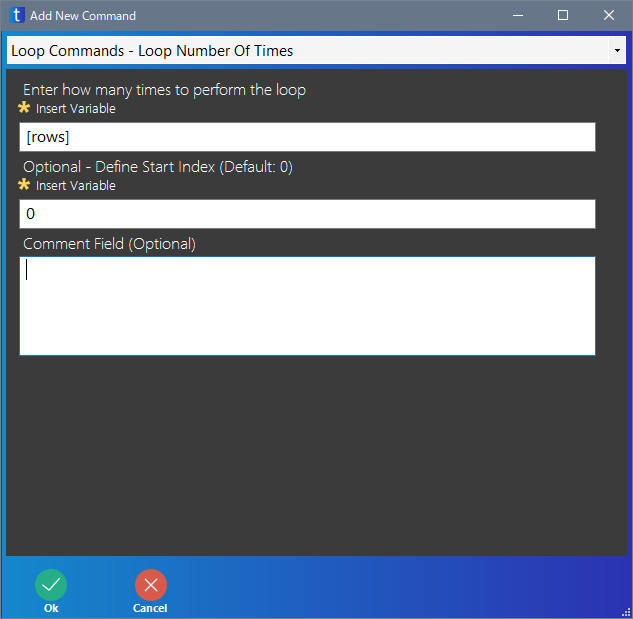 t Add New Command
Loop Commands - Loop Number Of Times
Enter how many times to perform the loop
* Insert Variable
[rows]
Optional - Define Start Index (Default: 0)
* Insert Variable
0
Comment Field (Optional)
Ok Cancel